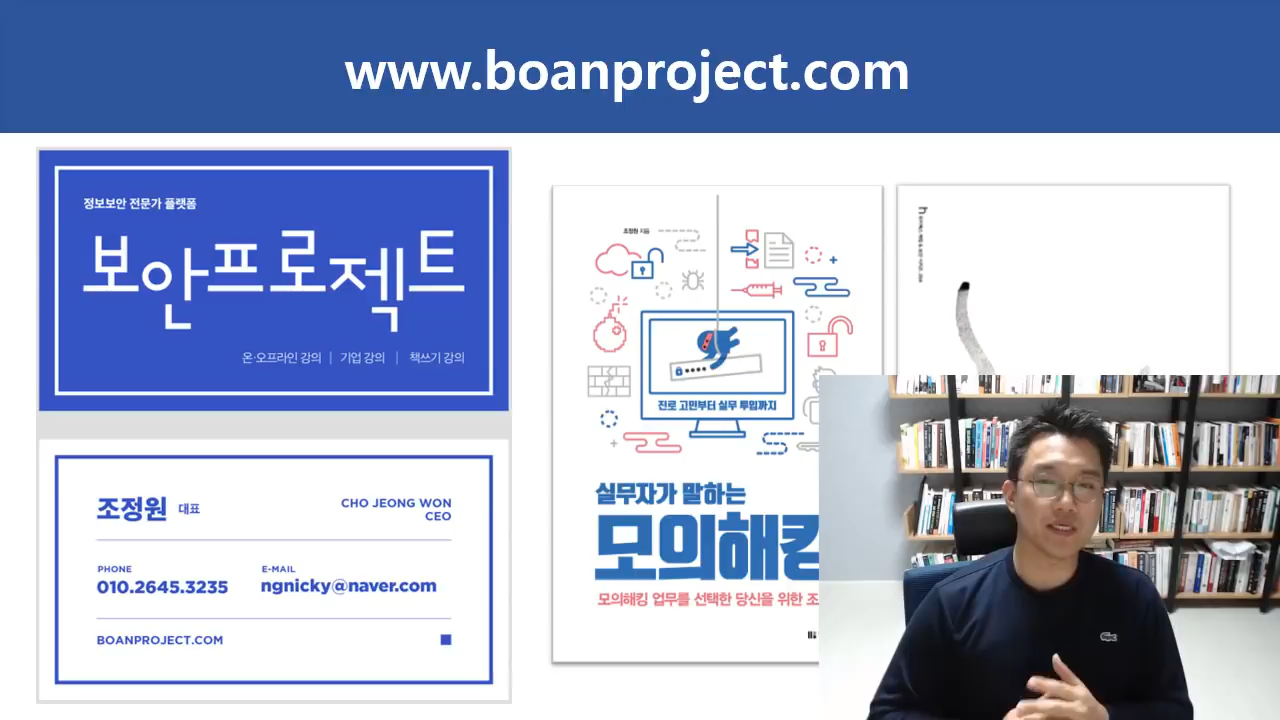 www.boanproject.com
정보보안 전문가 플랫폼
보안프로젝트
온·오프라인 강의 | 기업 강의 | 책쓰기 강의
조정원 대표
CHO JEONG WON
CEO
PHONE
E-MAIL
010.2645.3235
ngnicky@naver.com
BOANPROJECT.COM
조정원 지음
진로 고민부터 실무 투입까지
실무자가 말하는
모의해킹
모의해킹 업무를 선택한 당신을 위한 조